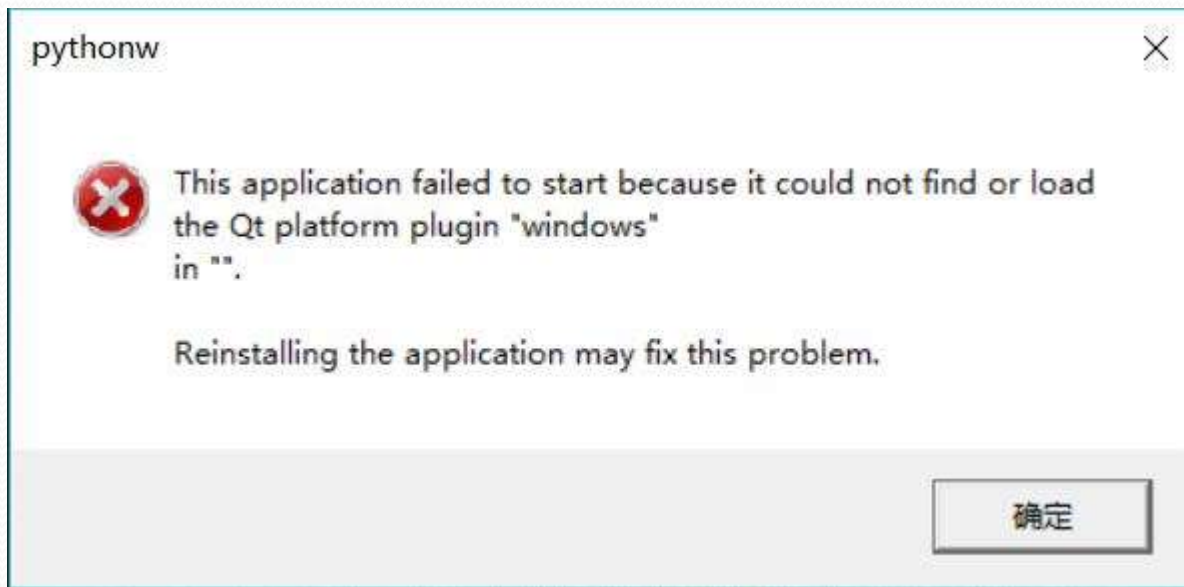 pythonw
This application failed to start because it could not find or load
the Qt platform plugin "windows"
in "".
Reinstalling the application may fix this problem.
确定